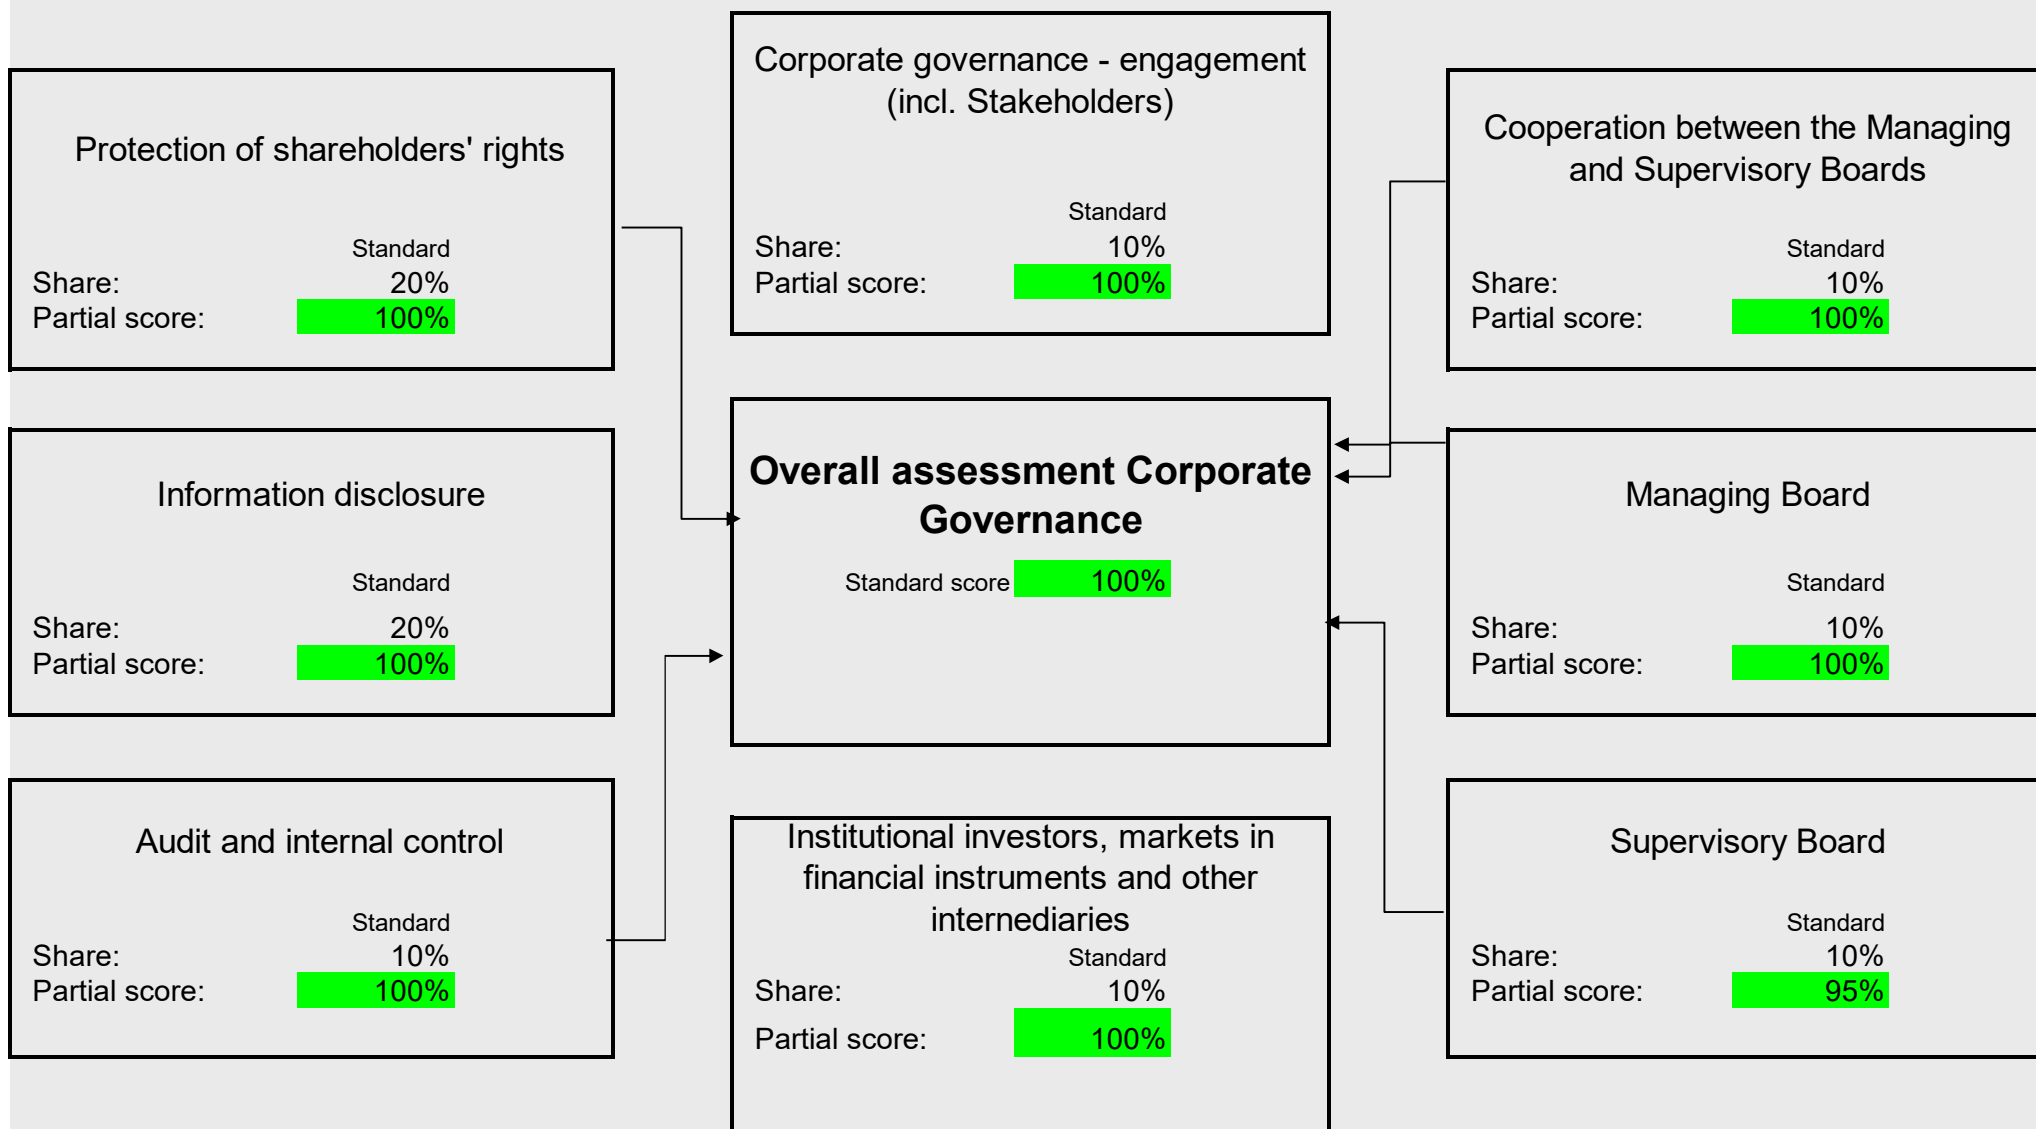 Corporate governance - engagement
(incl. Stakeholders)
Standard
Share: 10%
Partial score: 100%
Protection of shareholders' rights
Standard
Share: 20%
Partial score: 100%
Cooperation between the Managing
and Supervisory Boards
Standard
Share: 10%
Partial score: 100%
Information disclosure
Standard
Share: 20%
Partial score: 100%
Overall assessment Corporate
Governance
Standard score 100%
Managing Board
Standard
Share: 10%
Partial score: 100%
Audit and internal control
Standard
Share: 10%
Partial score: 100%
Institutional investors, markets in
financial instruments and other
internediaries
Standard
Share: 10%
Partial score: 100%
Supervisory Board
Standard
Share: 10%
Partial score: 95%